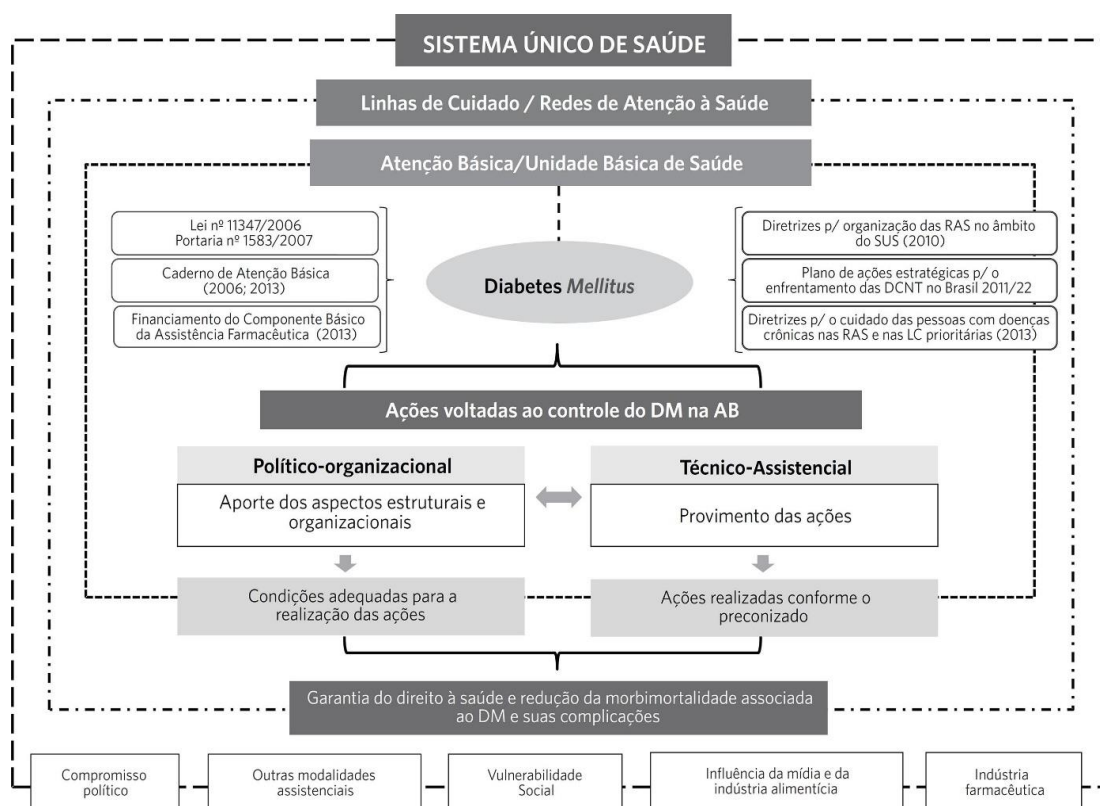 SISTEMA ÚNICO DE SAÚDE
Linhas de Cuidado / Redes de Atenção à Saúde
Atenção Básica/Unidade Básica de Saúde
Lei nº 11347/2006
Portaria nº 1583/2007
Caderno de Atenção Básica
(2006; 2013)
Financiamento do Componente Básico
da Assistência Farmacêutica (2013)
Diabetes Mellitus
Diretrizes p/ organização das RAS no âmbito
do SUS (2010)
Plano de ações estratégicas p/ o
enfrentamento das DCNT no Brasil 2011/22
Diretrizes p/ o cuidado das pessoas com doenças
crônicas nas RAS e nas LC prioritárias (2013)
Ações voltadas ao controle do DM na AB
Político-organizacional
Aporte dos aspectos estruturais e
organizacionais
Condições adequadas para a
realização das ações
Técnico-Assistencial
Provimento das ações
Ações realizadas conforme o
preconizado
Garantia do direito à saúde e redução da morbimortalidade associada
ao DM e suas complicações
Compromisso
político
Outras modalidades
assistenciais
Vulnerabilidade
Social
Influência da mídia e da
indústria alimentícia
Indústria
farmacêutica